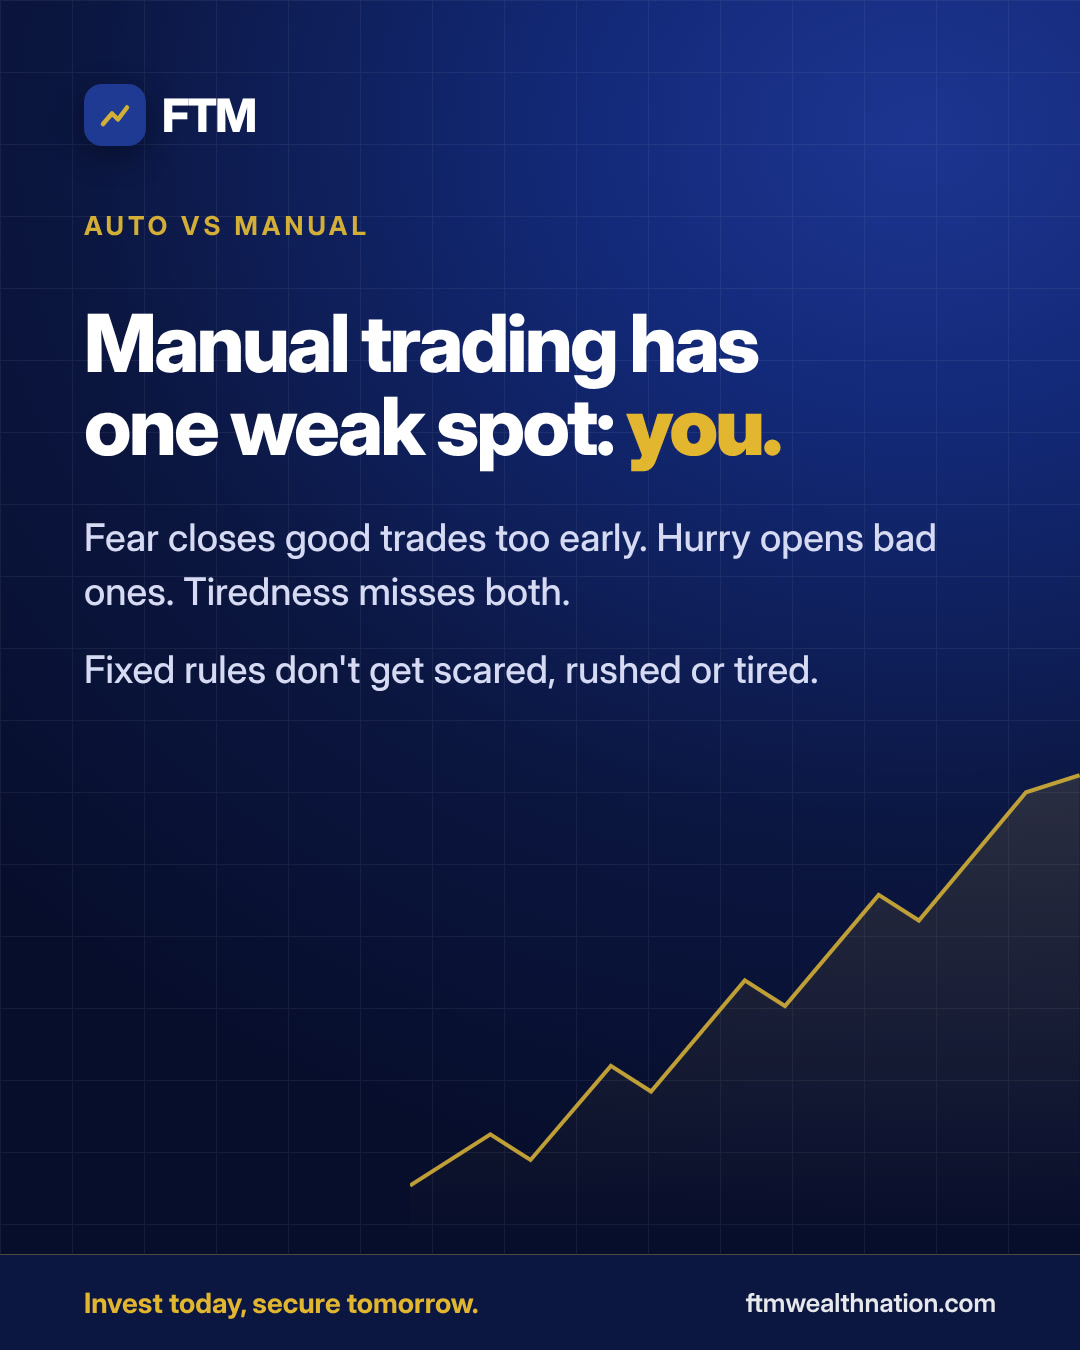 FTM
AUTO VS MANUAL
Manual trading has
one weak spot: you.
Fear closes good trades too early. Hurry opens bad
ones. Tiredness misses both.
Fixed rules don't get scared, rushed or tired.
Invest today, secure tomorrow.
ftmwealthnation.com